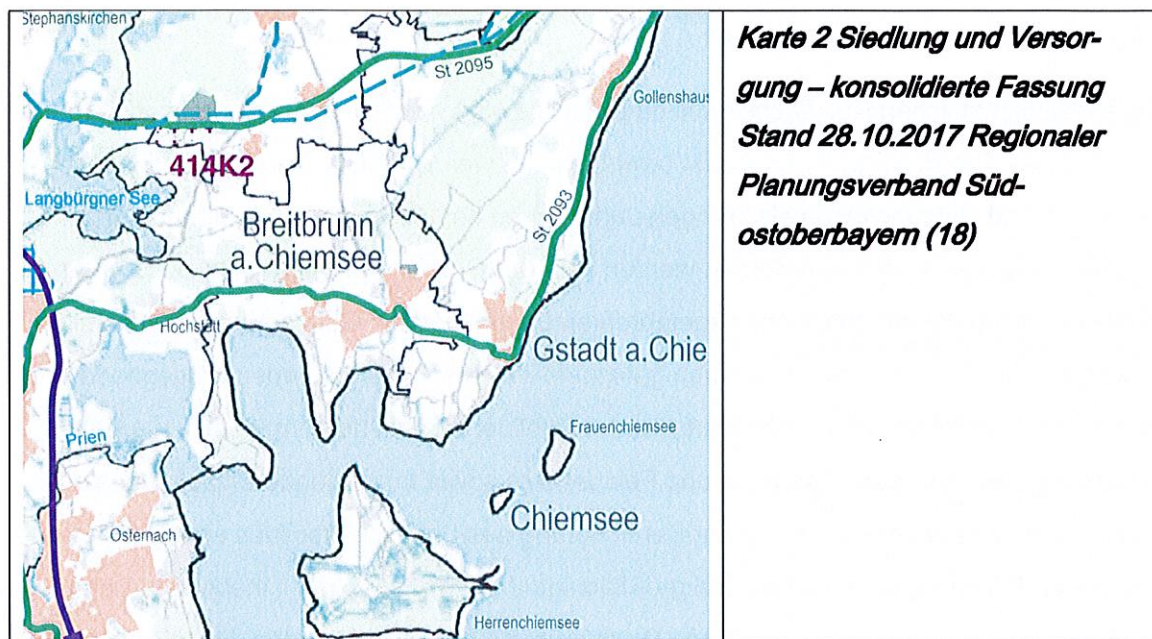 Stephanskirchen
St 2095
Gollenshaus
414K2
Langbürgner See
Breitbrunn
a.Chiemsee
St 2093
Hochstätt
Gstadt a.Chie
Prien
Frauenchiemsee
Chiemsee
Osternach
Herrenchiemsee
Karte 2 Siedlung und Versor-
gung – konsolidierte Fassung
Stand 28.10.2017 Regionaler
Planungsverband Süd-
ostoberbayern (18)